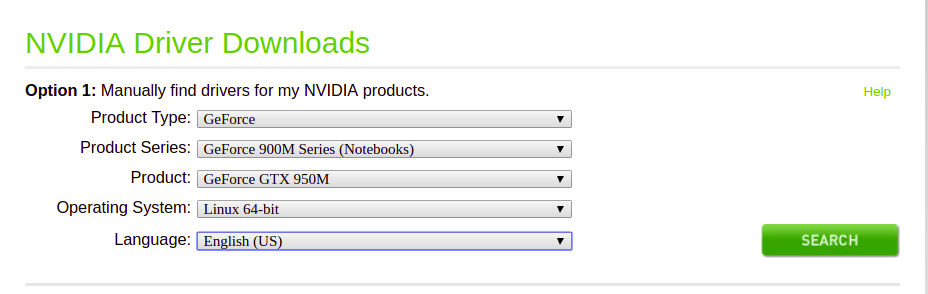 NVIDIA Driver Downloads
Option 1: Manually find drivers for my NVIDIA products.
Help
Product Type: GeForce
Product Series: GeForce 900M Series (Notebooks)
Product: GeForce GTX 950M
Operating System: Linux 64-bit
Language: English (US)
SEARCH